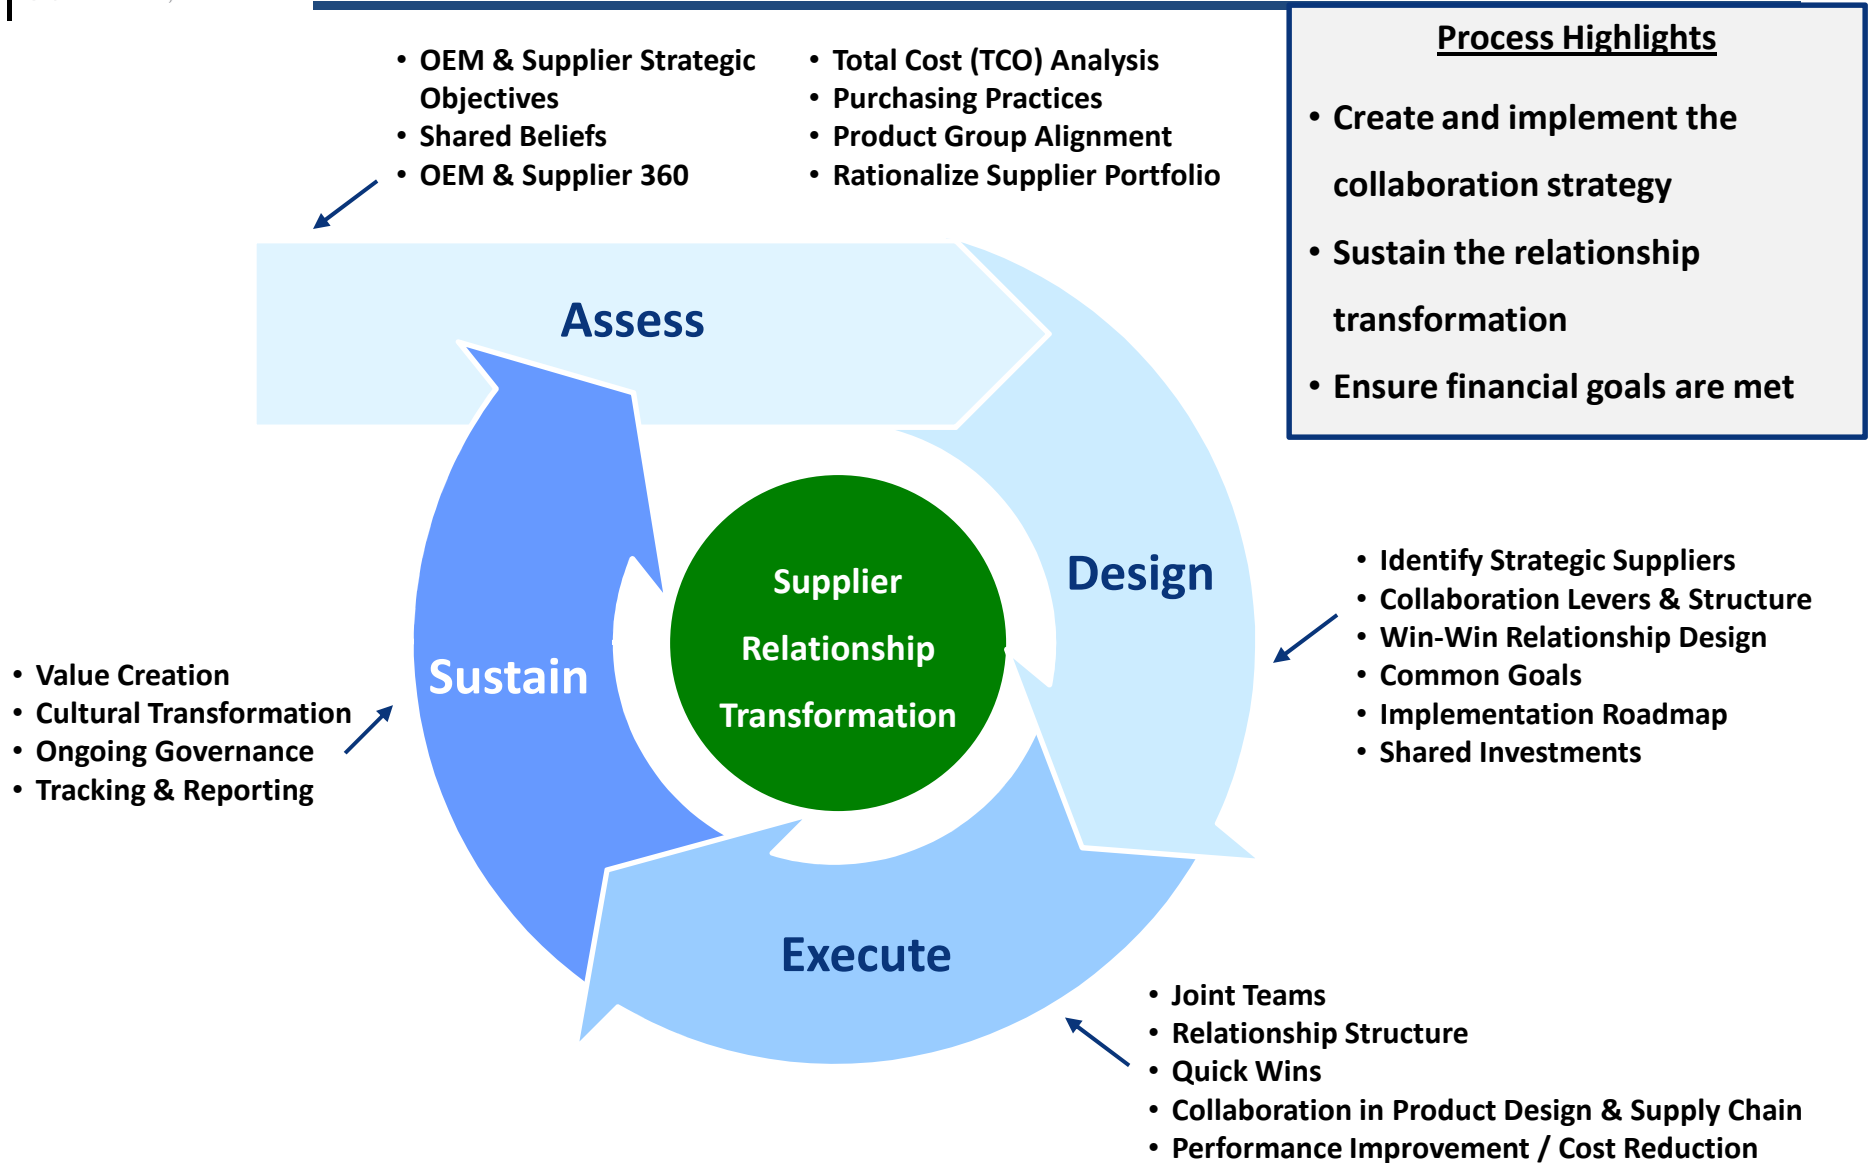 • OEM & Supplier Strategic
Objectives
• Shared Beliefs
• OEM & Supplier 360
• Total Cost (TCO) Analysis
• Purchasing Practices
• Product Group Alignment
• Rationalize Supplier Portfolio
Process Highlights
• Create and implement the
collaboration strategy
• Sustain the relationship
transformation
• Ensure financial goals are met
Assess
Design
• Identify Strategic Suppliers
• Collaboration Levers & Structure
• Win-Win Relationship Design
• Common Goals
• Implementation Roadmap
• Shared Investments
Supplier
Relationship
Transformation
Sustain
• Value Creation
• Cultural Transformation
• Ongoing Governance
• Tracking & Reporting
Execute
• Joint Teams
• Relationship Structure
• Quick Wins
• Collaboration in Product Design & Supply Chain
• Performance Improvement / Cost Reduction